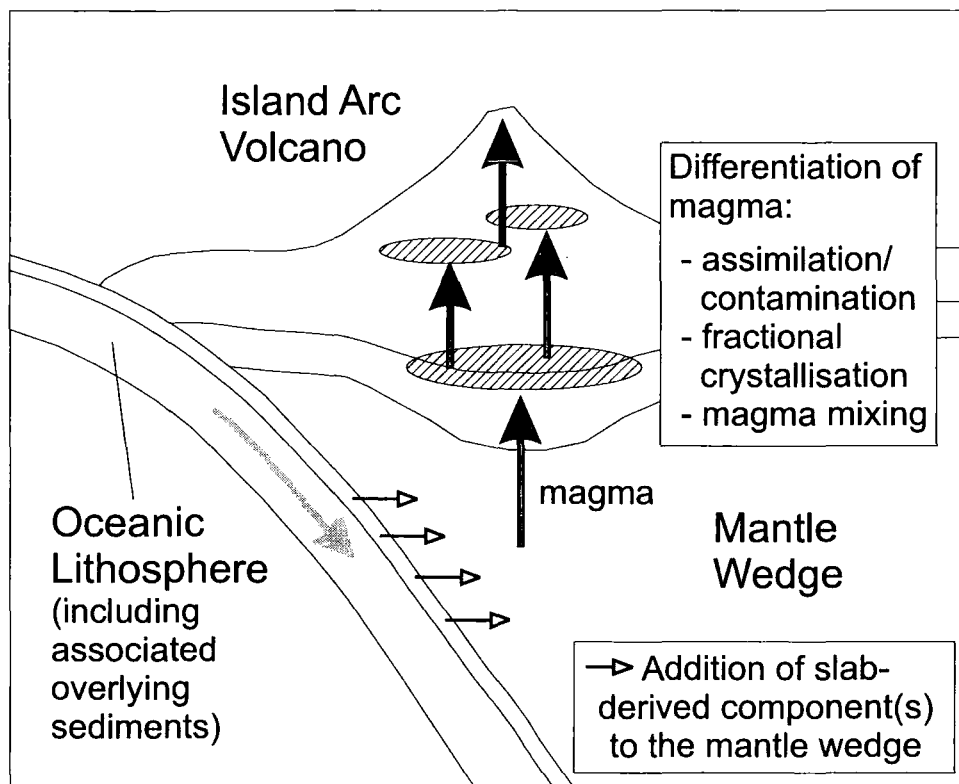 Island Arc
Volcano
Differentiation of
magma:
- assimilation/
contamination
- fractional
crystallisation
- magma mixing
magma
Oceanic
Lithosphere
(including
associated
overlying
sediments)
Mantle
Wedge
Addition of slab-
derived component(s)
to the mantle wedge